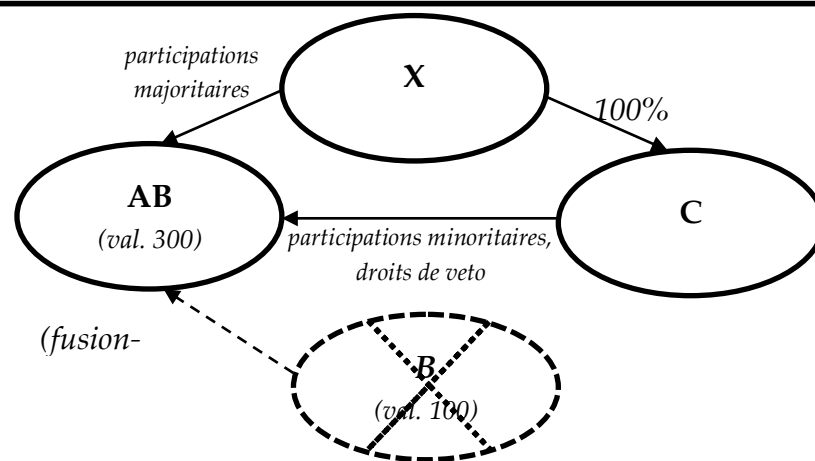 participations
majoritaires
X
100%
AB
(val. 300)
C
participations minoritaires,
droits de veto
(fusion-
B
(val. 100)